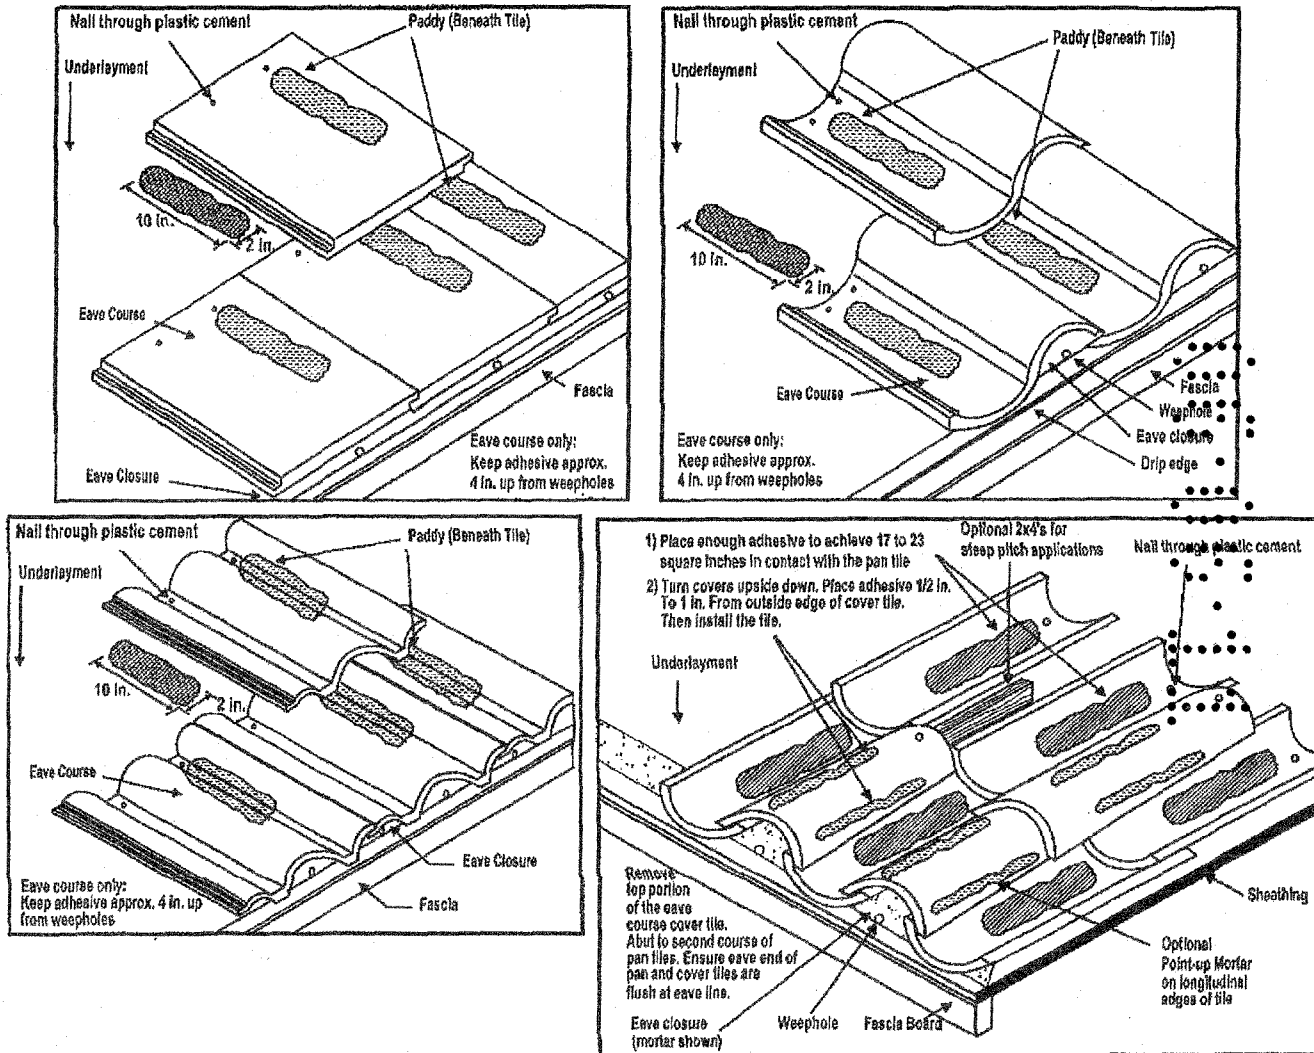 Nail through plastic cement
Paddy (Beneath Tile)
Underlayment
10 in.
2 in.
Eave Course
Fascia
Eave course only:
Keep adhesive approx.
4 in. up from weepholes
Eave Closure
Nail through plastic cement
Paddy (Beneath Tile)
Underlayment
10 in.
2 in.
Eave Course
Fascia
Weephole
Eave closure
Drip edge
Eave course only:
Keep adhesive approx.
4 in. up from weepholes
Nail through plastic cement
Paddy (Beneath Tile)
Underlayment
10 in.
2 in.
Eave Course
Eave Closure
Fascia
Eave course only:
Keep adhesive approx. 4 in. up
from weepholes
1) Place enough adhesive to achieve 17 to 23
square inches in contact with the pan tile
2) Turn covers upside down. Place adhesive 1/2 in.
To 1 in. From outside edge of cover tile.
Then install the tile.
Optional 2x4's for
steep pitch applications
Nail through plastic cement
Underlayment
Remove
top portion
of the eave
course cover tile.
Abut to second course of
pan tiles. Ensure eave end of
pan and cover tiles are
flush at eave line.
Eave closure
(mortar shown)
Weephole
Fascia Board
Sheathing
Optional
Point-up Mortar
on longitudinal
edges of tile